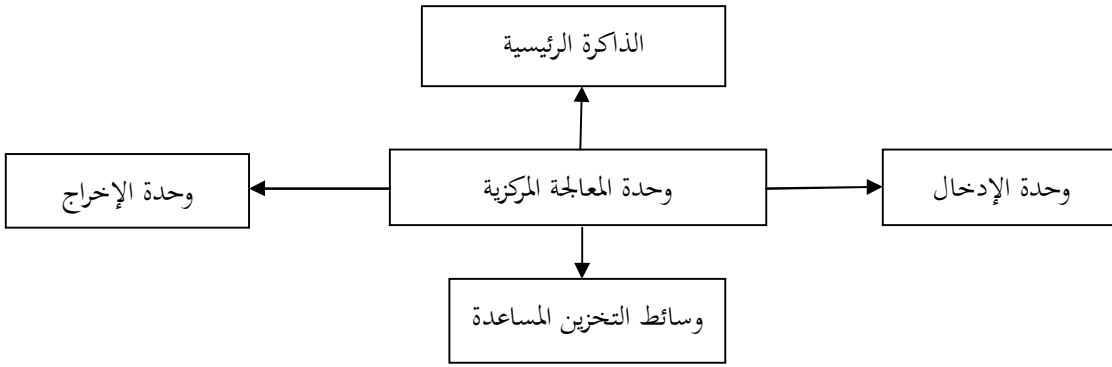 الذاكرة الرئيسية
وحدة الإدخال
وحدة المعالجة المركزية
وحدة الإخراج
وسائط التخزين المساعدة